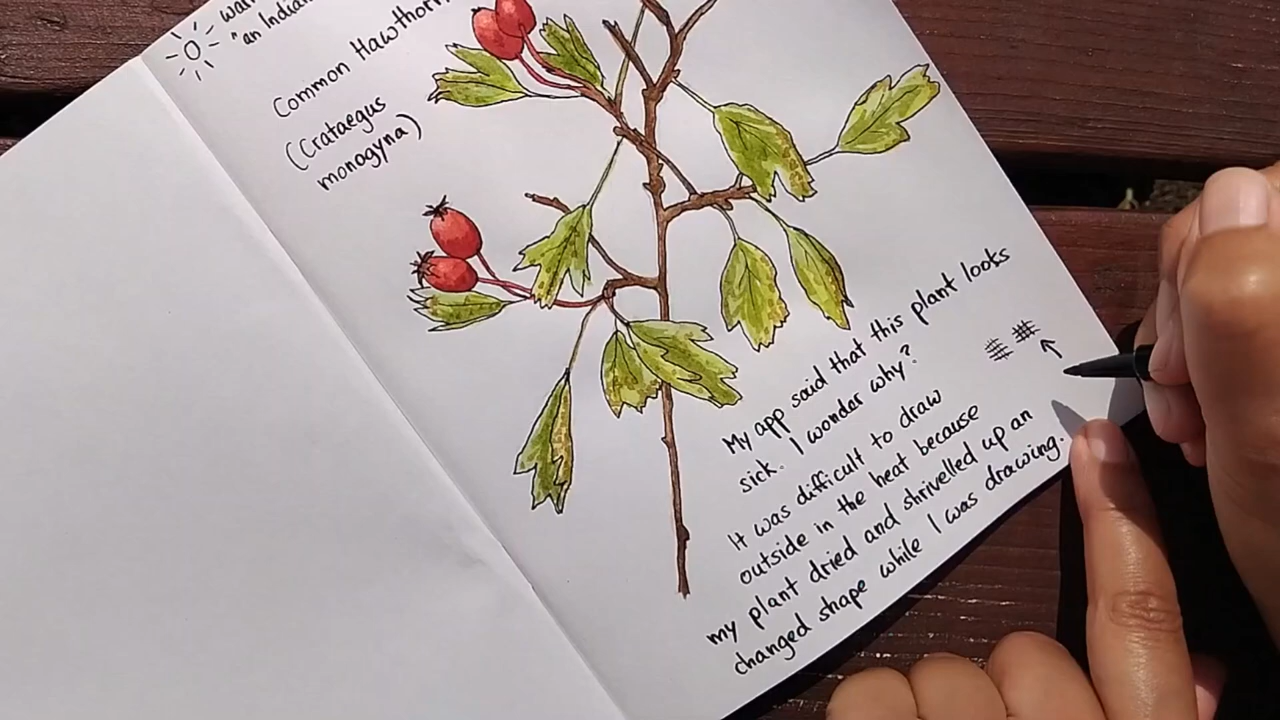 "an Indian
Common Hawthorn
(Crataegus
monogyna)
My app said that this plant looks
sick. I wonder why?
It was difficult to draw
outside in the heat because
my plant dried and shrivelled up an
changed shape while I was drawing.